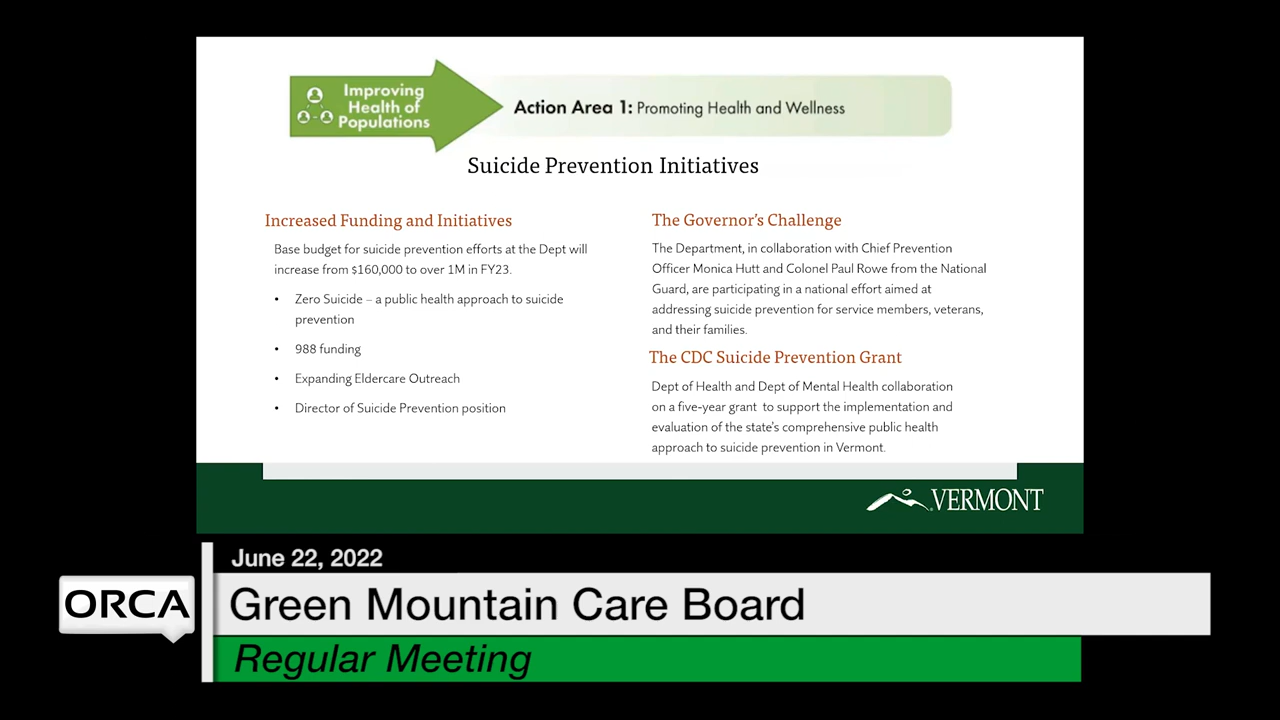 Improving
Health of
Populations
Action Area 1: Promoting Health and Wellness
Suicide Prevention Initiatives
Increased Funding and Initiatives
Base budget for suicide prevention efforts at the Dept will
increase from $160,000 to over 1M in FY23.
• Zero Suicide – a public health approach to suicide
prevention
• 988 funding
• Expanding Eldercare Outreach
• Director of Suicide Prevention position
The Governor's Challenge
The Department, in collaboration with Chief Prevention
Officer Monica Hutt and Colonel Paul Rowe from the National
Guard, are participating in a national effort aimed at
addressing suicide prevention for service members, veterans,
and their families.
The CDC Suicide Prevention Grant
Dept of Health and Dept of Mental Health collaboration
on a five-year grant to support the implementation and
evaluation of the state's comprehensive public health
approach to suicide prevention in Vermont.
VERMONT
June 22, 2022
ORCA
Green Mountain Care Board
Regular Meeting